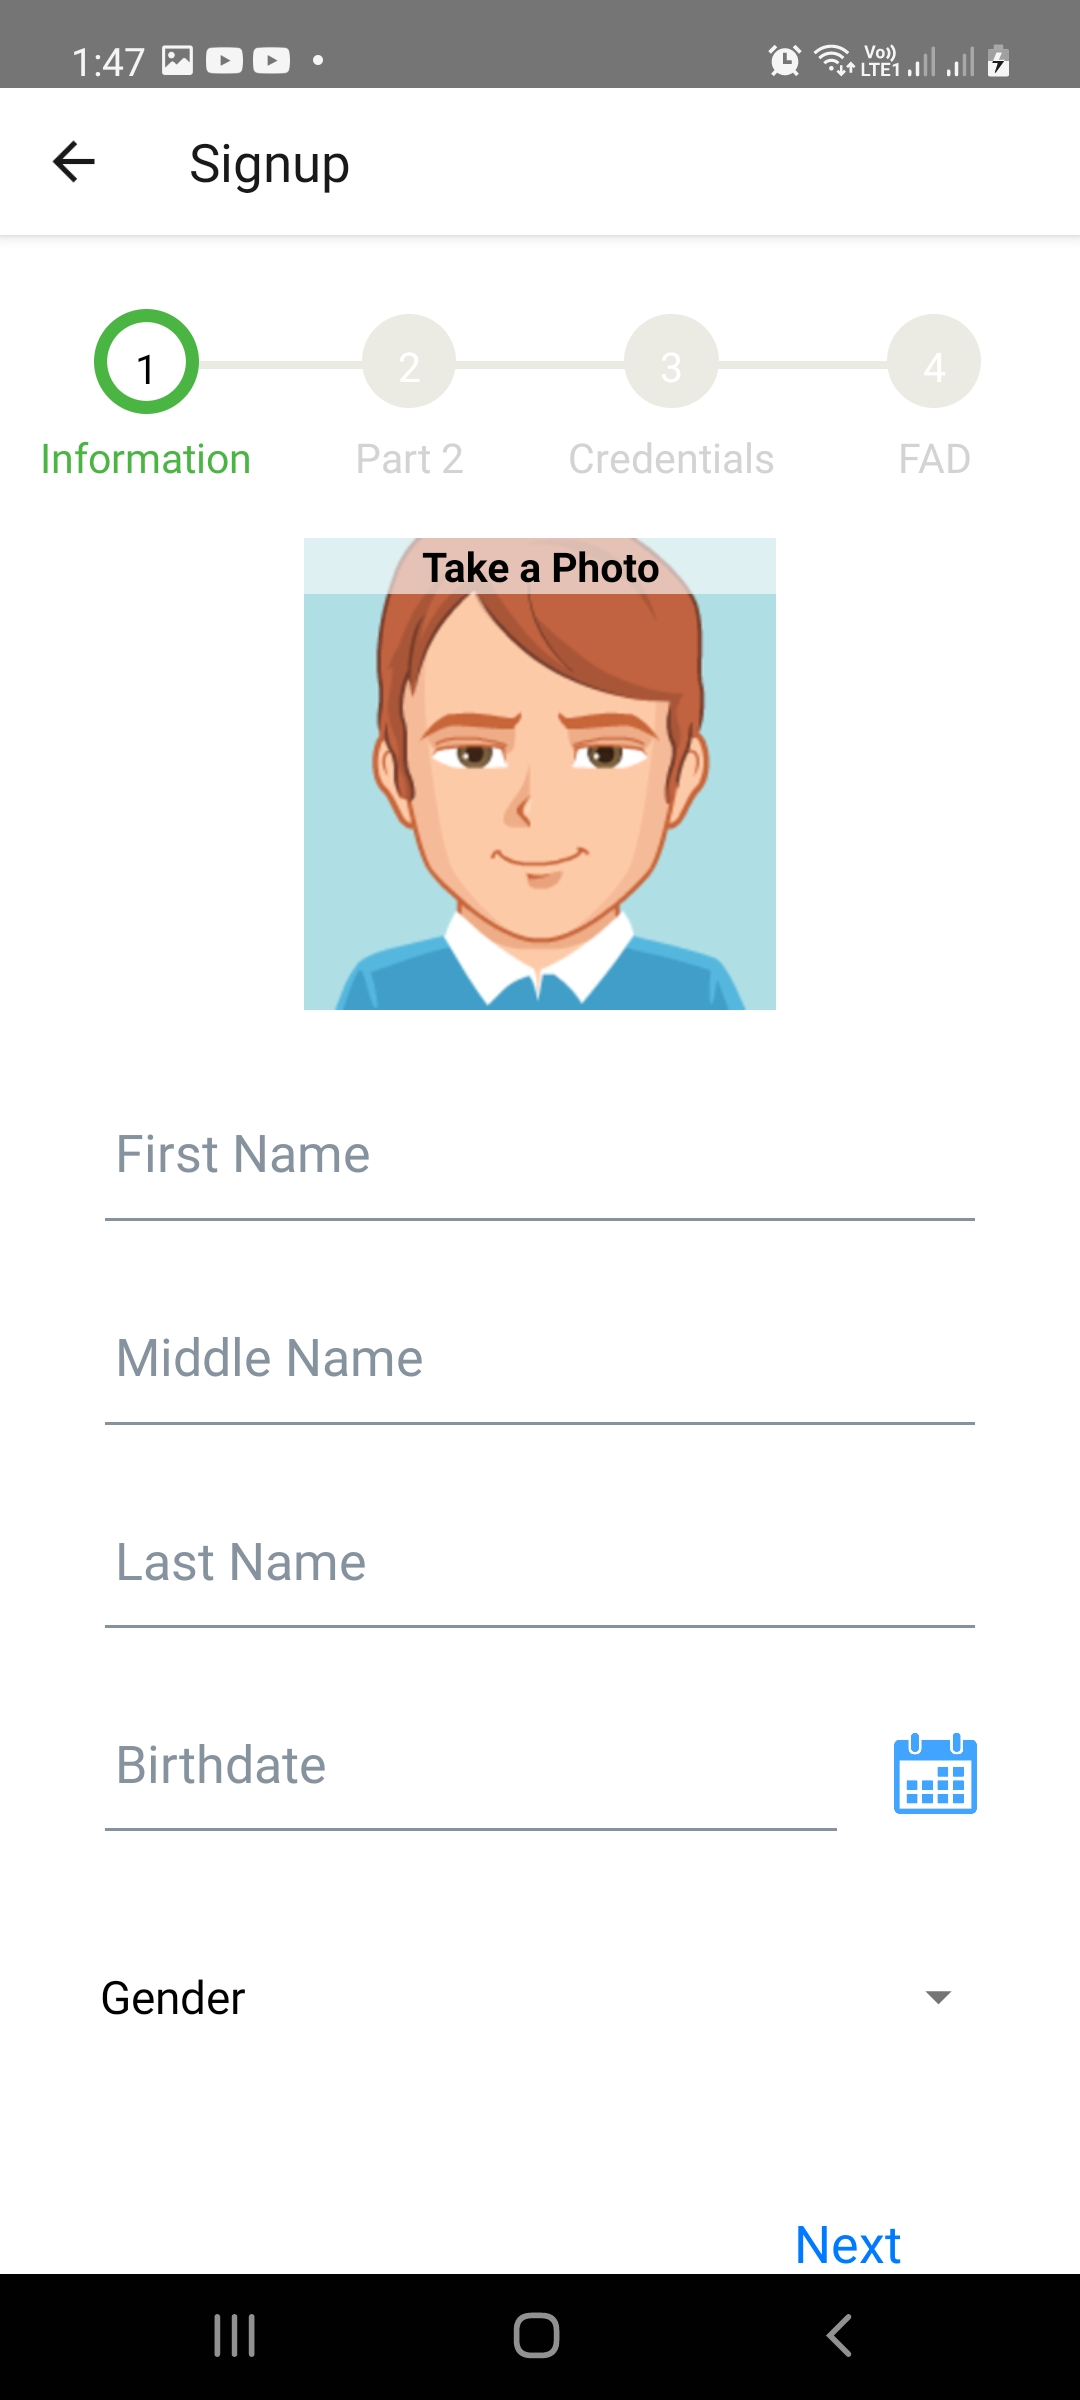 1:47 Vo)) LTE1
Signup
1 2 3 4
Information Part 2 Credentials FAD
Take a Photo
First Name
Middle Name
Last Name
Birthdate
Gender
Next